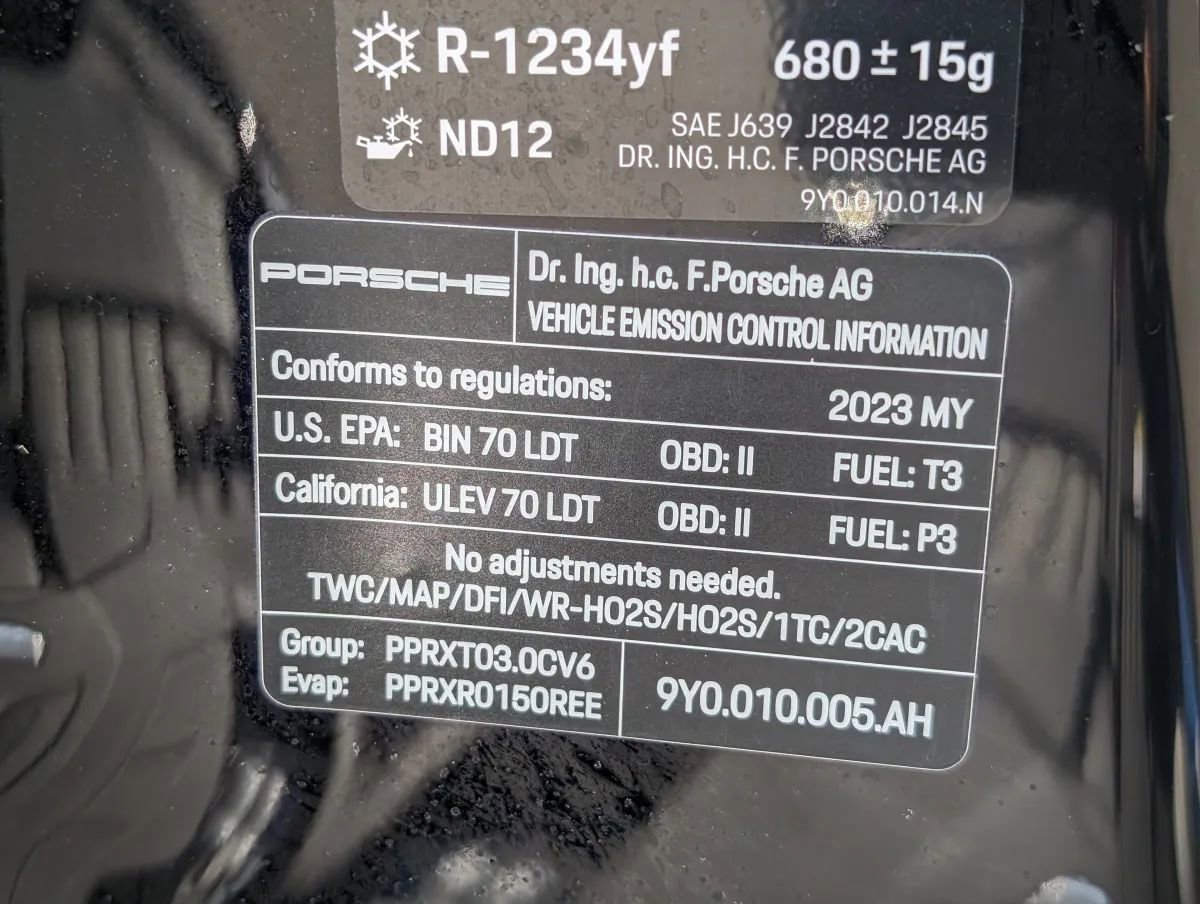 R-1234yf 680 ± 15g
ND12 SAE J639 J2842 J2845
DR. ING. H.C. F. PORSCHE AG
9Y0.010.014.N
PORSCHE Dr. Ing. h.c. F.Porsche AG
VEHICLE EMISSION CONTROL INFORMATION
Conforms to regulations: 2023 MY
U.S. EPA: BIN 70 LDT OBD: II FUEL: T3
California: ULEV 70 LDT OBD: II FUEL: P3
No adjustments needed.
TWC/MAP/DFI/WR-HO2S/HO2S/1TC/2CAC
Group: PPRXT03.0CV6
Evap: PPRXR0150REE
9Y0.010.005.AH